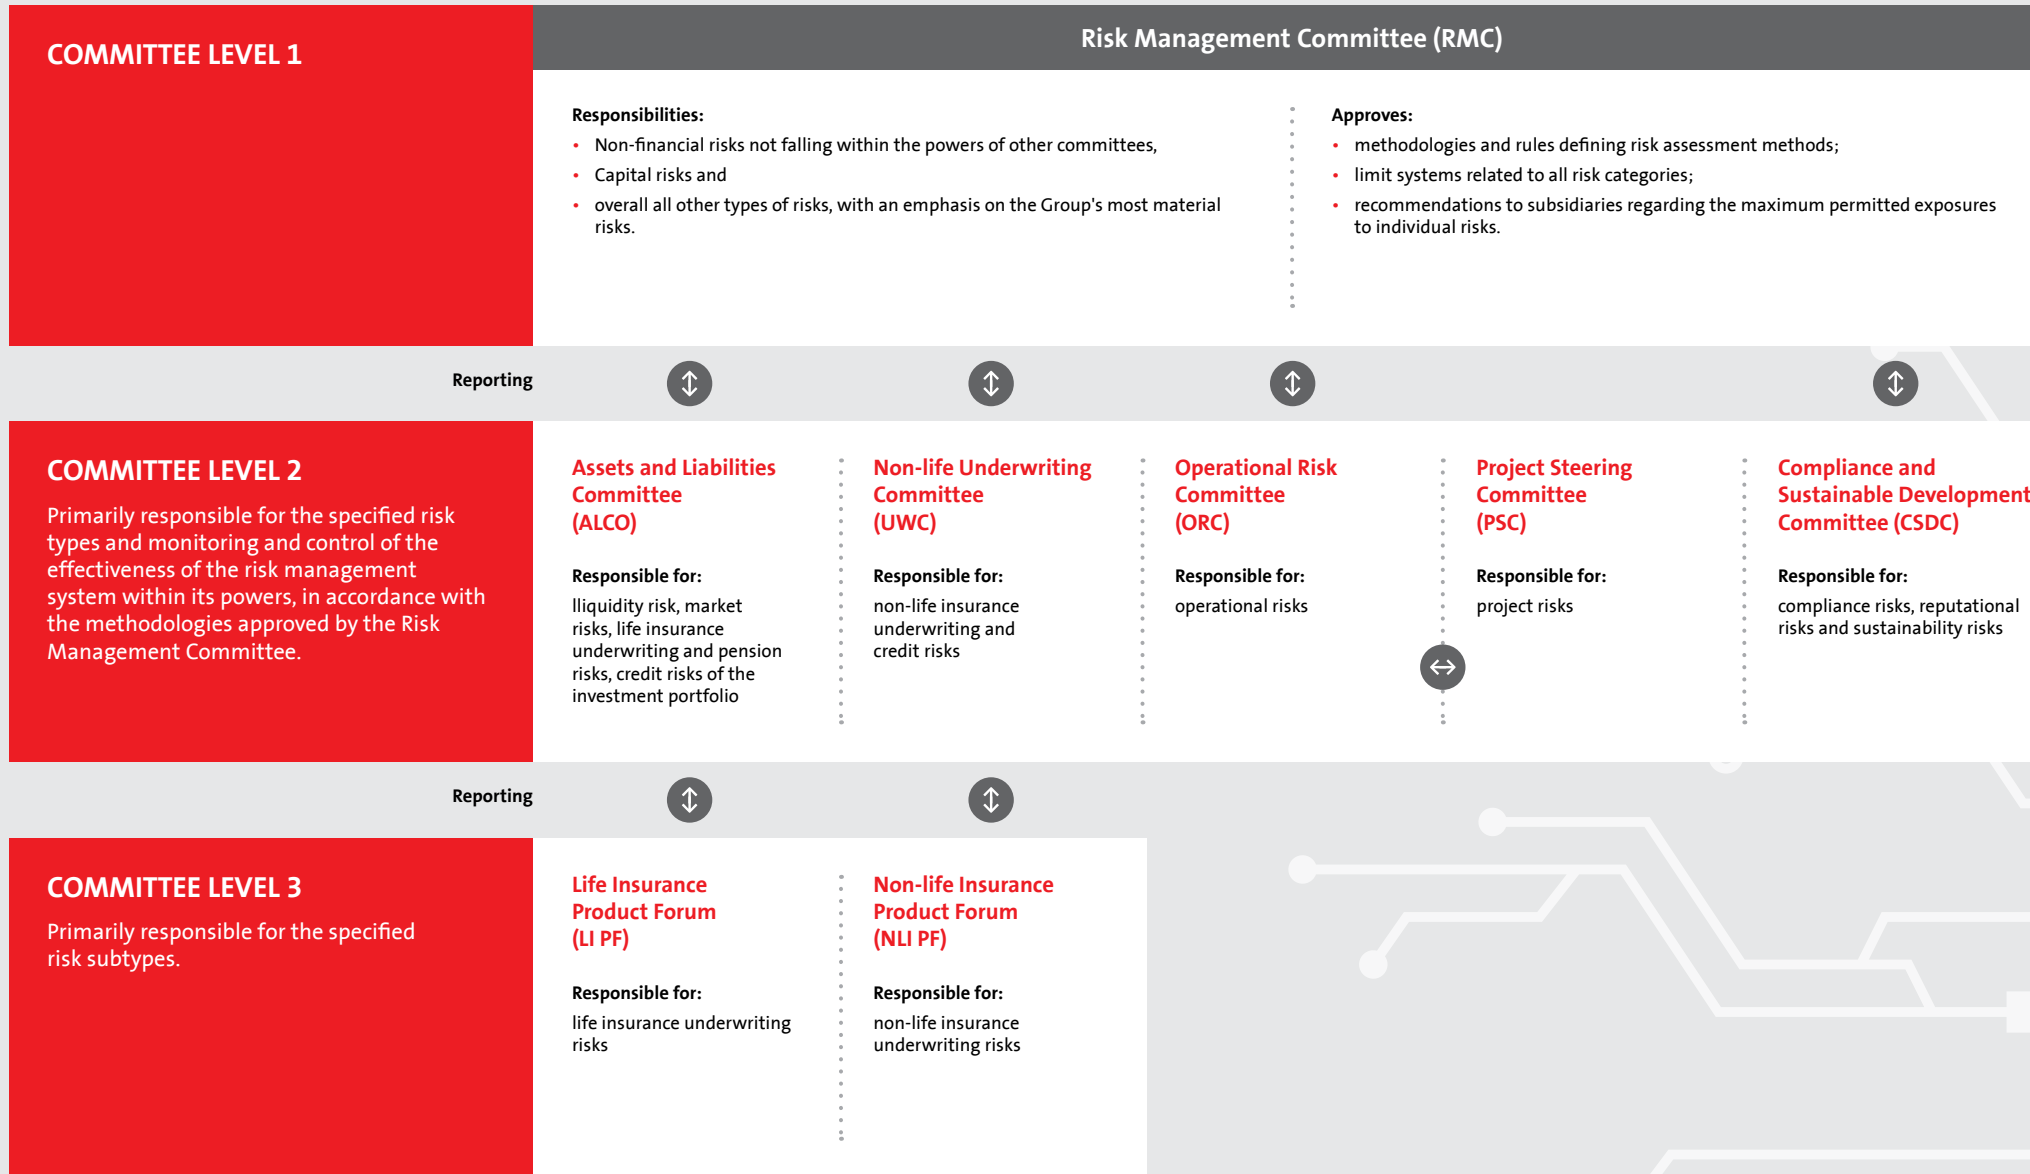 COMMITTEE LEVEL 1
Risk Management Committee (RMC)
Responsibilities:
• Non-financial risks not falling within the powers of other committees,
• Capital risks and
• overall all other types of risks, with an emphasis on the Group's most material
risks.
Approves:
• methodologies and rules defining risk assessment methods;
• limit systems related to all risk categories;
• recommendations to subsidiaries regarding the maximum permitted exposures
to individual risks.
Reporting
COMMITTEE LEVEL 2
Primarily responsible for the specified risk
types and monitoring and control of the
effectiveness of the risk management
system within its powers, in accordance with
the methodologies approved by the Risk
Management Committee.
Assets and Liabilities
Committee
(ALCO)
Responsible for:
lliquidity risk, market
risks, life insurance
underwriting and pension
risks, credit risks of the
investment portfolio
Non-life Underwriting
Committee
(UWC)
Responsible for:
non-life insurance
underwriting and
credit risks
Operational Risk
Committee
(ORC)
Responsible for:
operational risks
Project Steering
Committee
(PSC)
Responsible for:
project risks
Compliance and
Sustainable Development
Committee (CSDC)
Responsible for:
compliance risks, reputational
risks and sustainability risks
Reporting
COMMITTEE LEVEL 3
Primarily responsible for the specified
risk subtypes.
Life Insurance
Product Forum
(LI PF)
Responsible for:
life insurance underwriting
risks
Non-life Insurance
Product Forum
(NLI PF)
Responsible for:
non-life insurance
underwriting risks